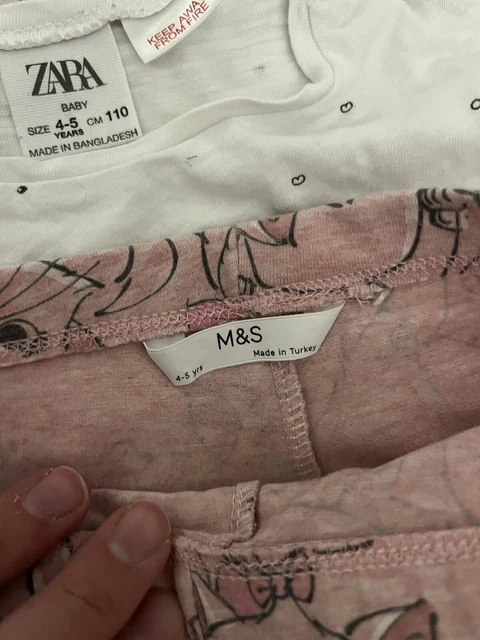 KEEP AWAY
FROM FIRE
ZARA
BABY
SIZE 4-5 YEARS CM 110
MADE IN BANGLADESH
M&S
Made in Turkey
4-5 yrs